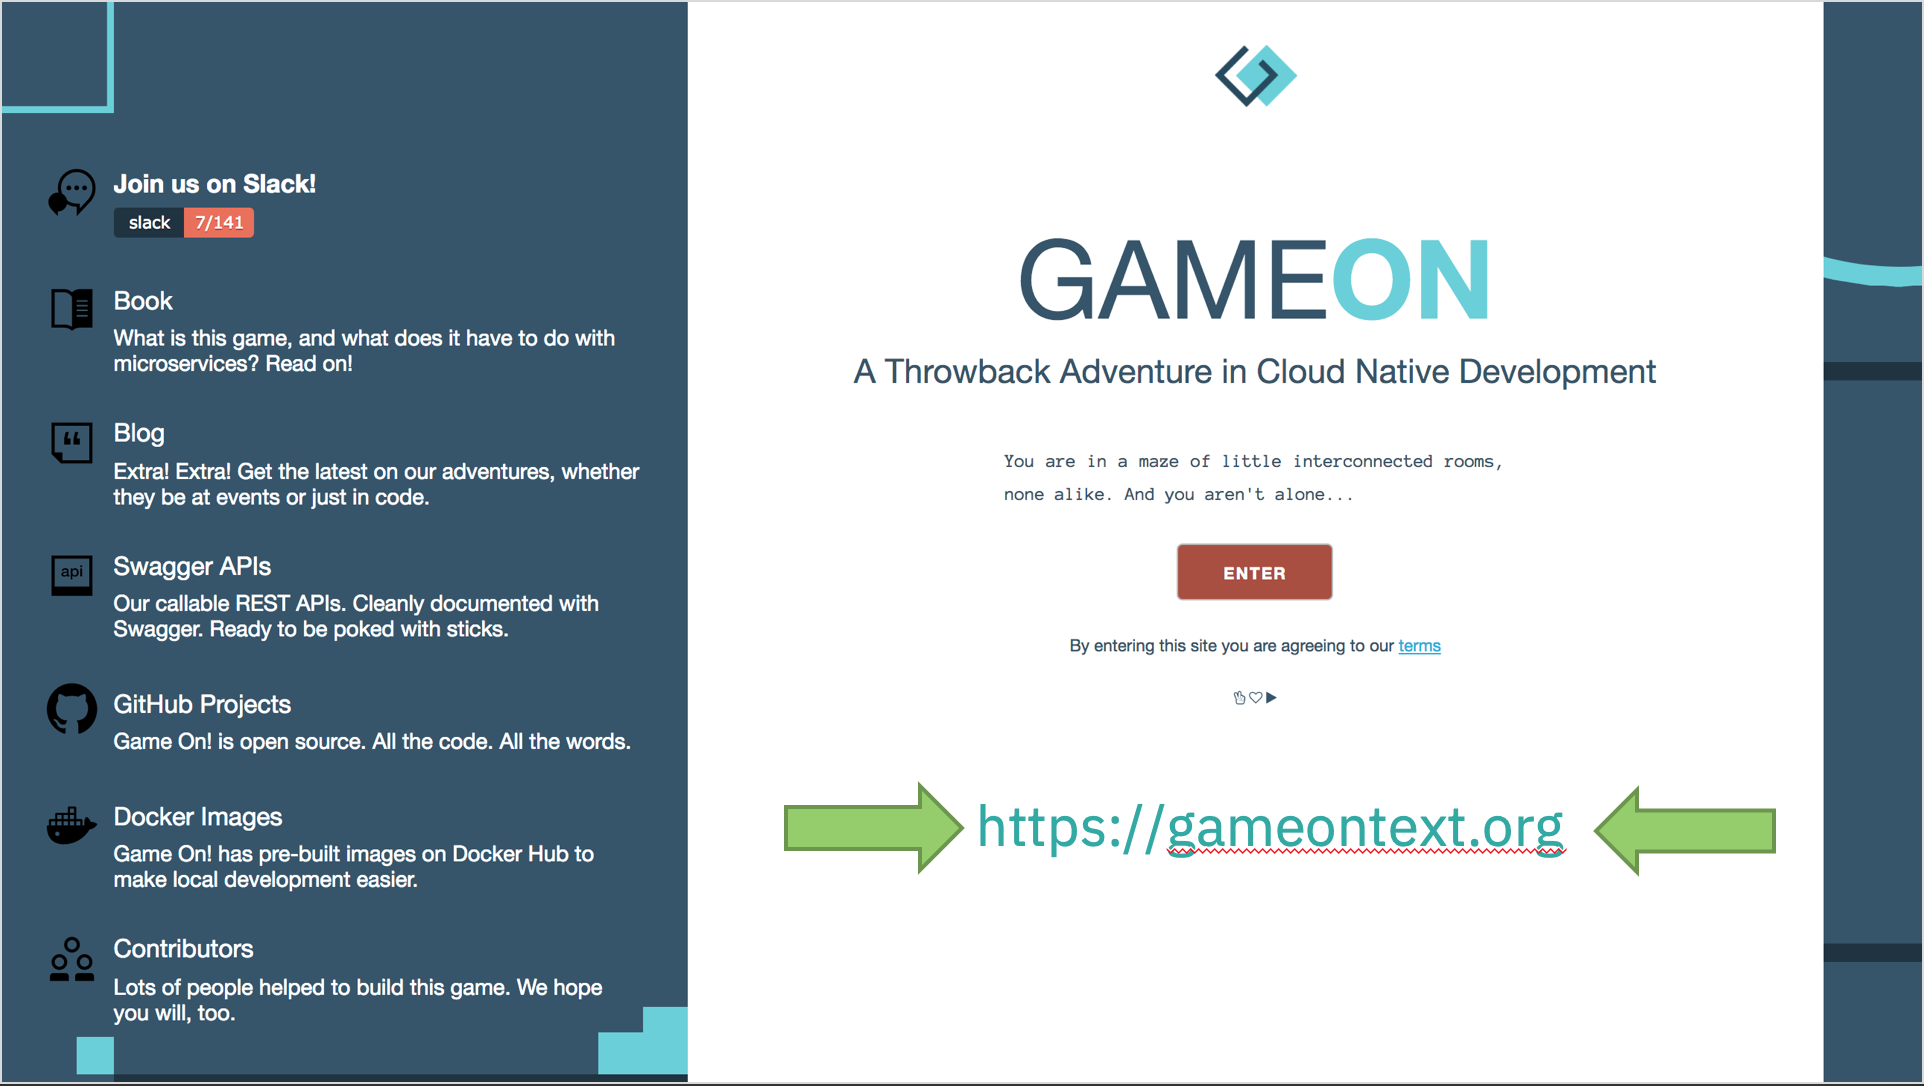 Join us on Slack!
slack 7/141
Book
What is this game, and what does it have to do with
microservices? Read on!
Blog
Extra! Extra! Get the latest on our adventures, whether
they be at events or just in code.
api
Swagger APIs
Our callable REST APIs. Cleanly documented with
Swagger. Ready to be poked with sticks.
GitHub Projects
Game On! is open source. All the code. All the words.
Docker Images
Game On! has pre-built images on Docker Hub to
make local development easier.
Contributors
Lots of people helped to build this game. We hope
you will, too.
GAMEON
A Throwback Adventure in Cloud Native Development
You are in a maze of little interconnected rooms,
none alike. And you aren't alone...
ENTER
By entering this site you are agreeing to our terms
https://gameontext.org